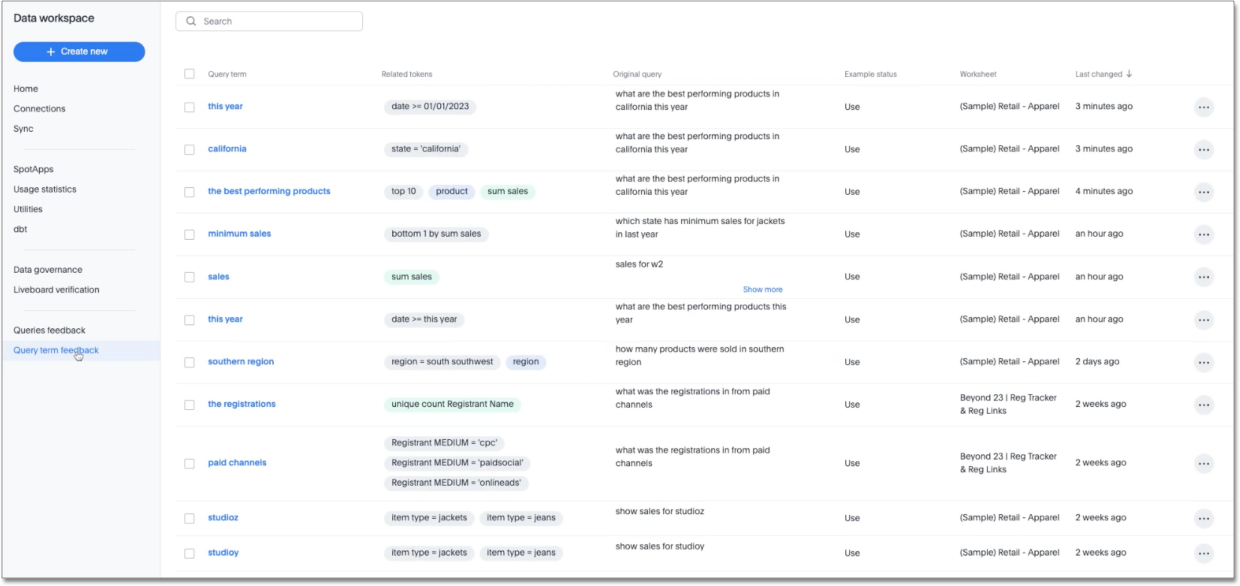 Data workspace
Search
+ Create new
Query term Related tokens Original query Example status Worksheet Last changed ↓
Home
Connections
Sync
SpotApps
Usage statistics
Utilities
dbt
Data governance
Liveboard verification
Queries feedback
Query term feedback
this year date >= 01/01/2023 what are the best performing products in
california this year Use (Sample) Retail - Apparel 3 minutes ago ...
california state = 'california' what are the best performing products in
california this year Use (Sample) Retail - Apparel 3 minutes ago ...
the best performing products top 10 product sum sales what are the best performing products in
california this year Use (Sample) Retail - Apparel 4 minutes ago ...
minimum sales bottom 1 by sum sales which state has minimum sales for jackets
in last year Use (Sample) Retail - Apparel an hour ago ...
sales sum sales sales for w2 Use (Sample) Retail - Apparel an hour ago ...
Show more
this year date >= this year what are the best performing products this
year Use (Sample) Retail - Apparel an hour ago ...
southern region region = south southwest region how many products were sold in southern
region Use (Sample) Retail - Apparel 2 days ago ...
the registrations unique count Registrant Name what was the registrations in from paid
channels Use Beyond 23 | Reg Tracker
& Reg Links 2 weeks ago ...
paid channels Registrant MEDIUM = 'cpc'
Registrant MEDIUM = 'paidsocial'
Registrant MEDIUM = 'onlineads'
what was the registrations in from paid
channels Use Beyond 23 | Reg Tracker
& Reg Links 2 weeks ago ...
studioz item type = jackets item type = jeans show sales for studioz Use (Sample) Retail - Apparel 2 weeks ago ...
studioy item type = jackets item type = jeans show sales for studioy Use (Sample) Retail - Apparel 2 weeks ago ...